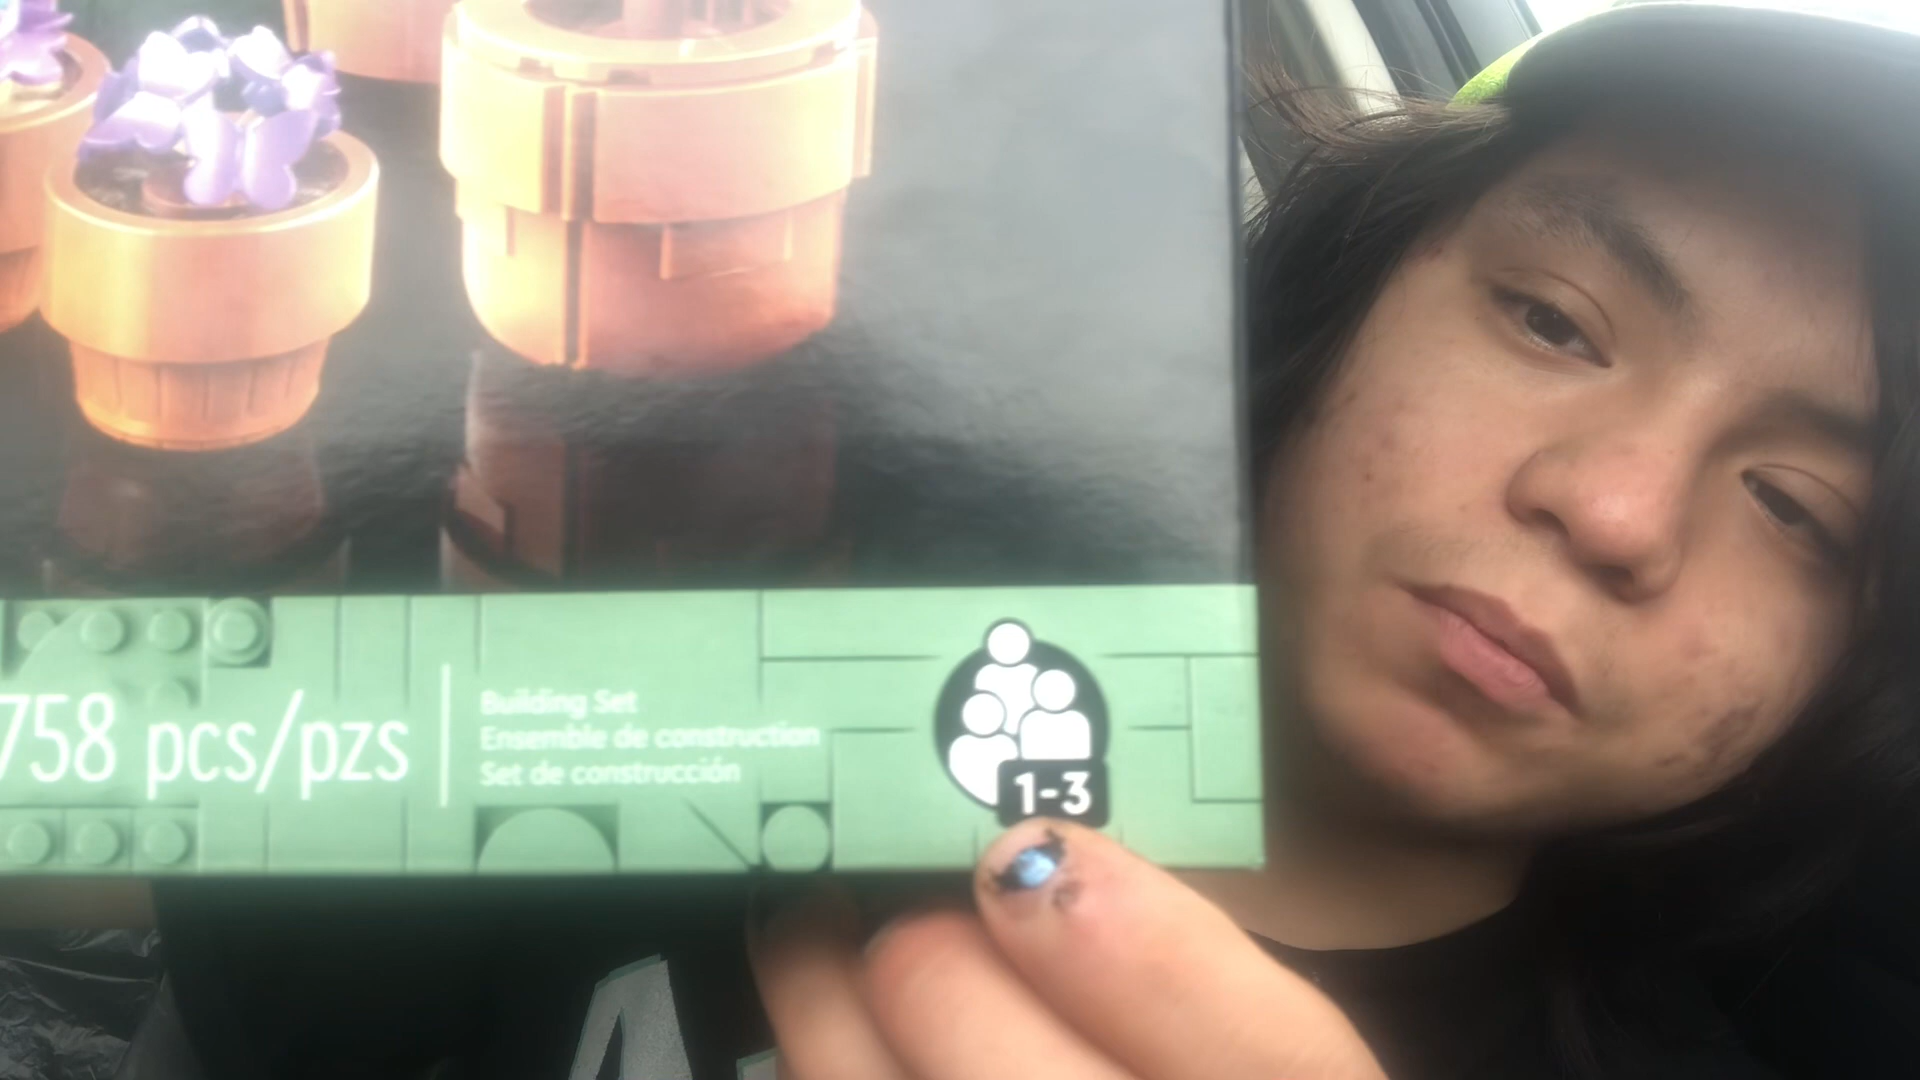 758 pcs/pzs
Building Set
Ensemble de construction
Set de construcción
1-3
A